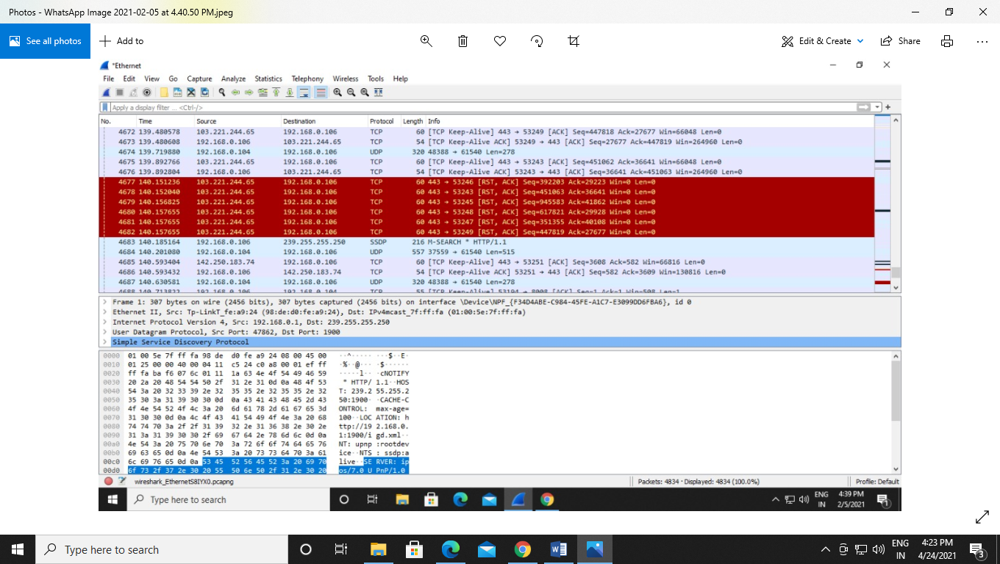 Photos - WhatsApp Image 2021-02-05 at 4.40.50 PM.jpeg
See all photos
Add to
Edit & Create
Share
*Ethernet
File Edit View Go Capture Analyze Statistics Telephony Wireless Tools Help
Apply a display filter ... <Ctrl-/>
No. Time Source Destination Protocol Length Info
4672 139.480578 103.221.244.65 192.168.0.106 TCP 60 [TCP Keep-Alive] 443 → 53249 [ACK] Seq=447818 Ack=27677 Win=66048 Len=0
4673 139.480608 192.168.0.106 103.221.244.65 TCP 54 [TCP Keep-Alive ACK] 53249 → 443 [ACK] Seq=27677 Ack=447819 Win=264960 Len=0
4674 139.719880 192.168.0.104 192.168.0.106 UDP 320 48388 → 61540 Len=278
4675 139.892766 103.221.244.65 192.168.0.106 TCP 60 [TCP Keep-Alive] 443 → 53243 [ACK] Seq=451062 Ack=36641 Win=66048 Len=0
4676 139.892804 192.168.0.106 103.221.244.65 TCP 54 [TCP Keep-Alive ACK] 53243 → 443 [ACK] Seq=36641 Ack=451063 Win=264960 Len=0
4677 140.151236 103.221.244.65 192.168.0.106 TCP 60 443 → 53246 [RST, ACK] Seq=392203 Ack=29223 Win=0 Len=0
4678 140.152040 103.221.244.65 192.168.0.106 TCP 60 443 → 53243 [RST, ACK] Seq=451063 Ack=36641 Win=0 Len=0
4679 140.156825 103.221.244.65 192.168.0.106 TCP 60 443 → 53245 [RST, ACK] Seq=945583 Ack=41862 Win=0 Len=0
4680 140.157655 103.221.244.65 192.168.0.106 TCP 60 443 → 53248 [RST, ACK] Seq=617821 Ack=29928 Win=0 Len=0
4681 140.157655 103.221.244.65 192.168.0.106 TCP 60 443 → 53247 [RST, ACK] Seq=351355 Ack=40108 Win=0 Len=0
4682 140.157655 103.221.244.65 192.168.0.106 TCP 60 443 → 53249 [RST, ACK] Seq=447819 Ack=27677 Win=0 Len=0
4683 140.185164 192.168.0.106 239.255.255.250 SSDP 216 M-SEARCH * HTTP/1.1
4684 140.201080 192.168.0.104 192.168.0.106 UDP 557 37559 → 61540 Len=515
4685 140.593404 142.250.183.74 192.168.0.106 TCP 60 [TCP Keep-Alive] 443 → 53251 [ACK] Seq=3608 Ack=582 Win=66816 Len=0
4686 140.593432 192.168.0.106 142.250.183.74 TCP 54 [TCP Keep-Alive ACK] 53251 → 443 [ACK] Seq=582 Ack=3609 Win=130816 Len=0
4687 140.630581 192.168.0.104 192.168.0.106 UDP 320 48388 → 61540 Len=278
Frame 1: 307 bytes on wire (2456 bits), 307 bytes captured (2456 bits) on interface \Device\NPF_{F34D4ABE-C984-45FE-A1C7-E3099DD6FBA6}, id 0
Ethernet II, Src: Tp-LinkT_fe:a9:24 (98:de:d0:fe:a9:24), Dst: IPv4mcast_7f:ff:fa (01:00:5e:7f:ff:fa)
Internet Protocol Version 4, Src: 192.168.0.1, Dst: 239.255.255.250
User Datagram Protocol, Src Port: 47862, Dst Port: 1900
Simple Service Discovery Protocol
0000 01 00 5e 7f ff fa 98 de d0 fe a9 24 08 00 45 00 ··^····· ···$··E·
0010 01 25 00 00 40 00 04 11 c5 24 c0 a8 00 01 ef ff ·%··@··· ·$······
0020 ff fa ba f6 07 6c 01 11 1a 63 4e 4f 54 49 46 59 ·····l·· ·cNOTIFY
0030 20 2a 20 48 54 54 50 2f 31 2e 31 0d 0a 48 4f 53 * HTTP/ 1.1··HOS
0040 54 3a 20 32 33 39 2e 32 35 35 2e 32 35 35 2e 32 T: 239.2 55.255.2
0050 35 30 3a 31 39 30 30 0d 0a 43 41 43 48 45 2d 43 50:1900· ·CACHE-C
0060 4f 4e 54 52 4f 4c 3a 20 6d 61 78 2d 61 67 65 3d ONTROL: max-age=
0070 31 30 30 0d 0a 4c 4f 43 41 54 49 4f 4e 3a 20 68 100··LOC ATION: h
0080 74 74 70 3a 2f 2f 31 39 32 2e 31 36 38 2e 30 2e ttp://19 2.168.0.
0090 31 3a 31 39 30 30 2f 69 67 64 2e 78 6d 6c 0d 0a 1:1900/i gd.xml··
00a0 4e 54 3a 20 75 70 6e 70 3a 72 6f 6f 74 64 65 76 NT: upnp :rootdev
00b0 69 63 65 0d 0a 4e 54 53 3a 20 73 73 64 70 3a 61 ice··NTS : ssdp:a
00c0 6c 69 76 65 0d 0a 53 45 52 56 45 52 3a 20 69 70 live··SE RVER: ip
00d0 6f 73 2f 37 2e 30 20 55 50 6e 50 2f 31 2e 30 20 os/7.0 U PnP/1.0
wireshark_EthernetS8IYX0.pcapng
Packets: 4834 · Displayed: 4834 (100.0%)
Profile: Default
Type here to search
ENG
IN
4:39 PM
2/5/2021
1
Type here to search
ENG
IN
4:23 PM
4/24/2021
3